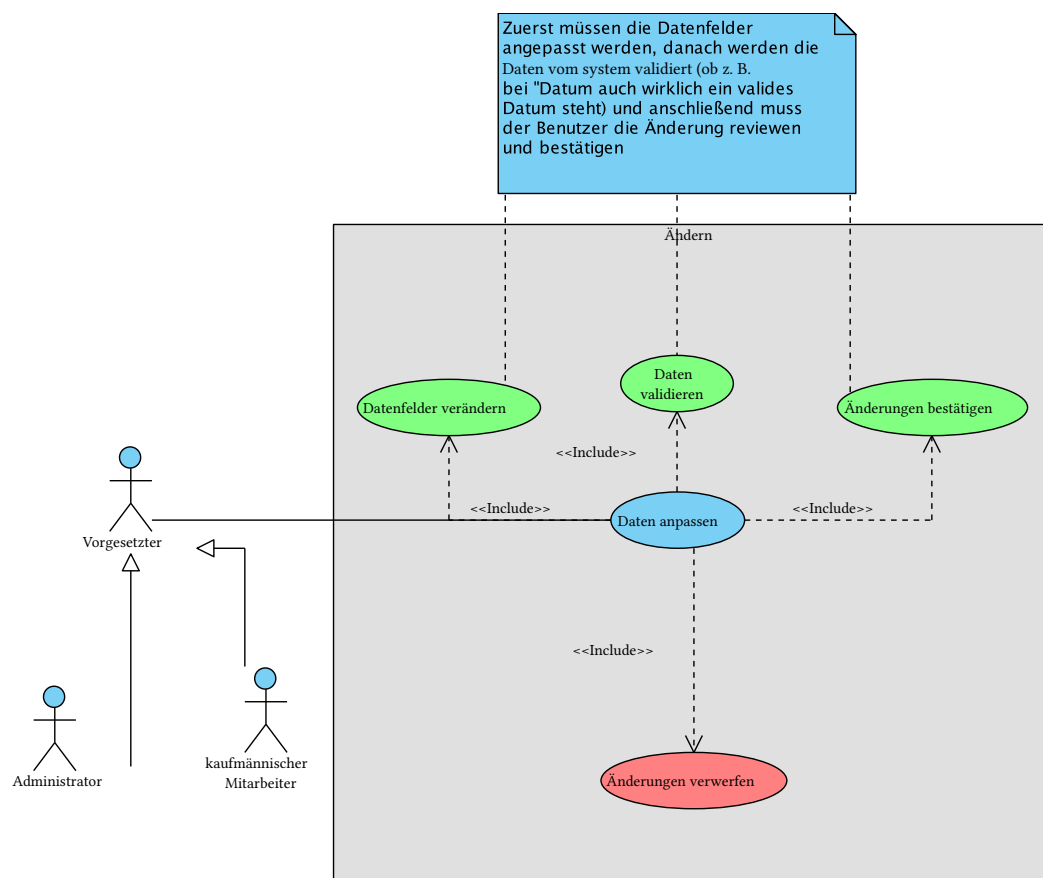 Zuerst müssen die Datenfelder
angepasst werden, danach werden die
Daten vom system validiert (ob z. B.
bei "Datum auch wirklich ein valides
Datum steht) und anschließend muss
der Benutzer die Änderung reviewen
und bestätigen
Ändern
Daten
validieren
Datenfelder verändern
Änderungen bestätigen
<<Include>>
<<Include>>
<<Include>>
Daten anpassen
Vorgesetzter
<<Include>>
kaufmännischer
Mitarbeiter
Administrator
Änderungen verwerfen